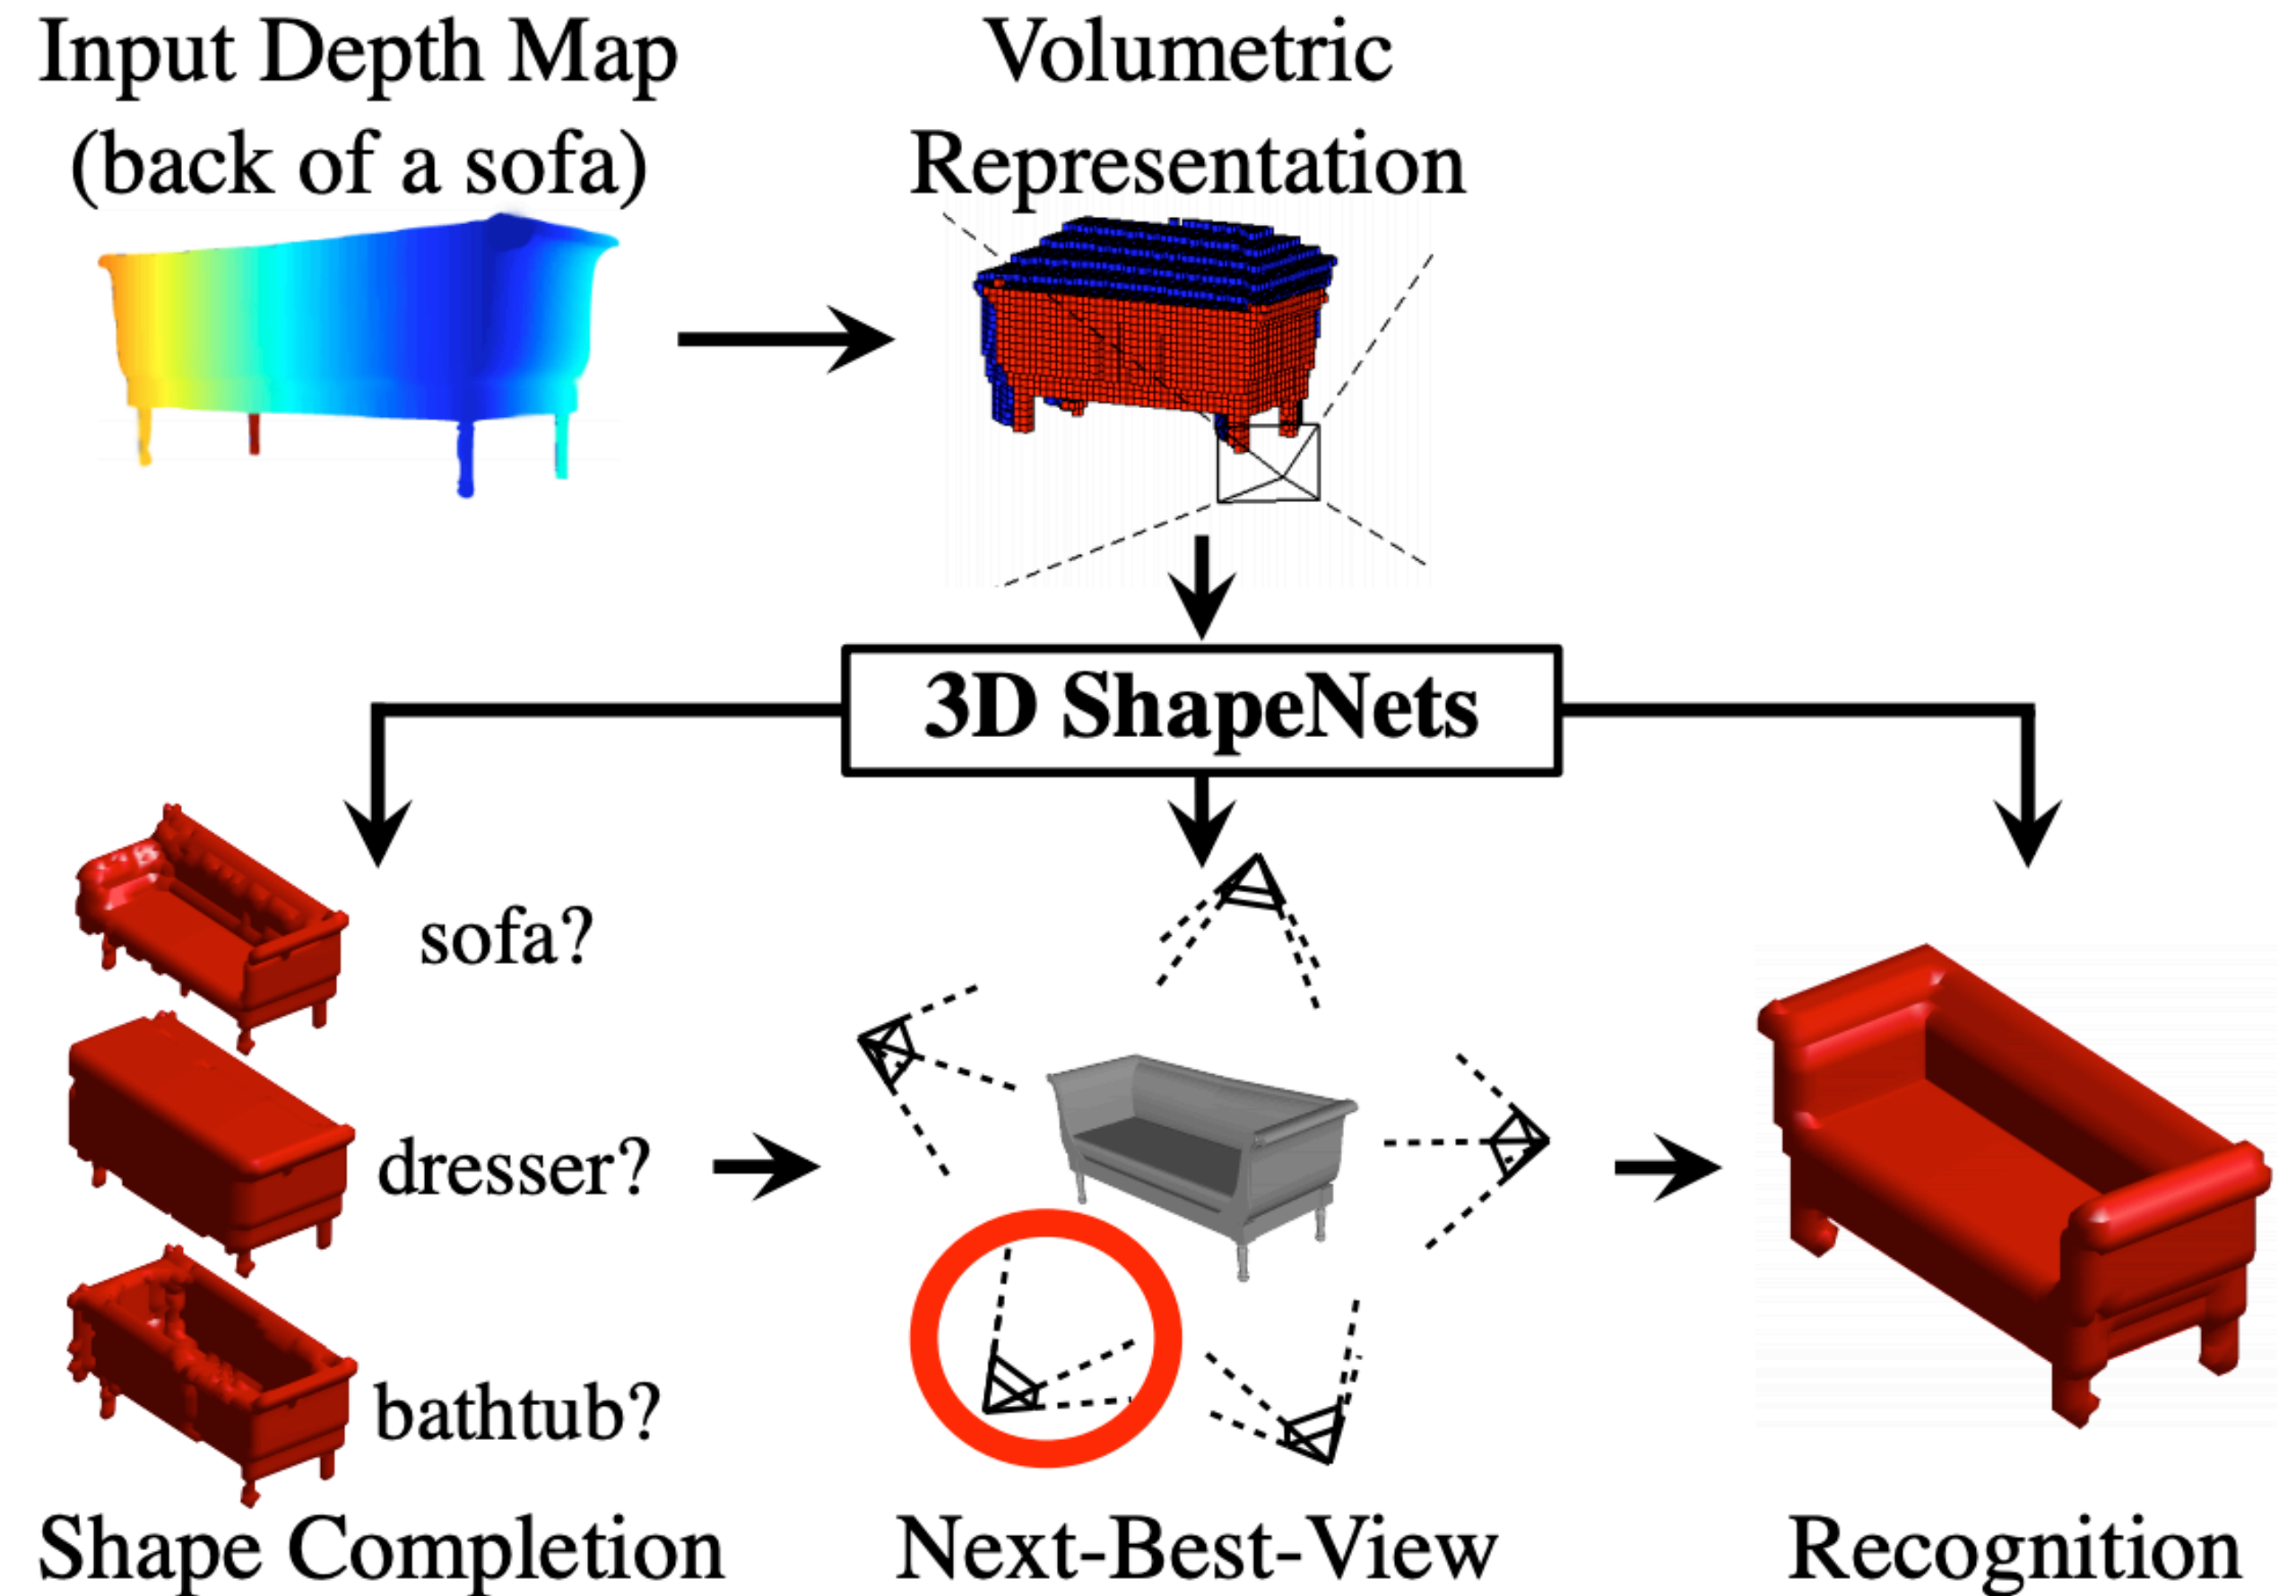 Input Depth Map
(back of a sofa)
Volumetric
Representation
3D ShapeNets
sofa?
dresser?
bathtub?
Shape Completion
Next-Best-View
Recognition